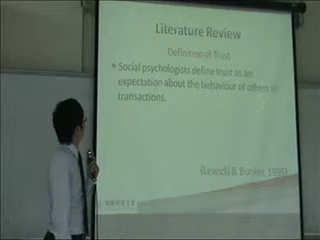 Literature Review
Definition of Trust
• Social psychologists define trust as an
expectation about the behaviour of others in
transactions.
(Lewicki & Bunker, 1995)